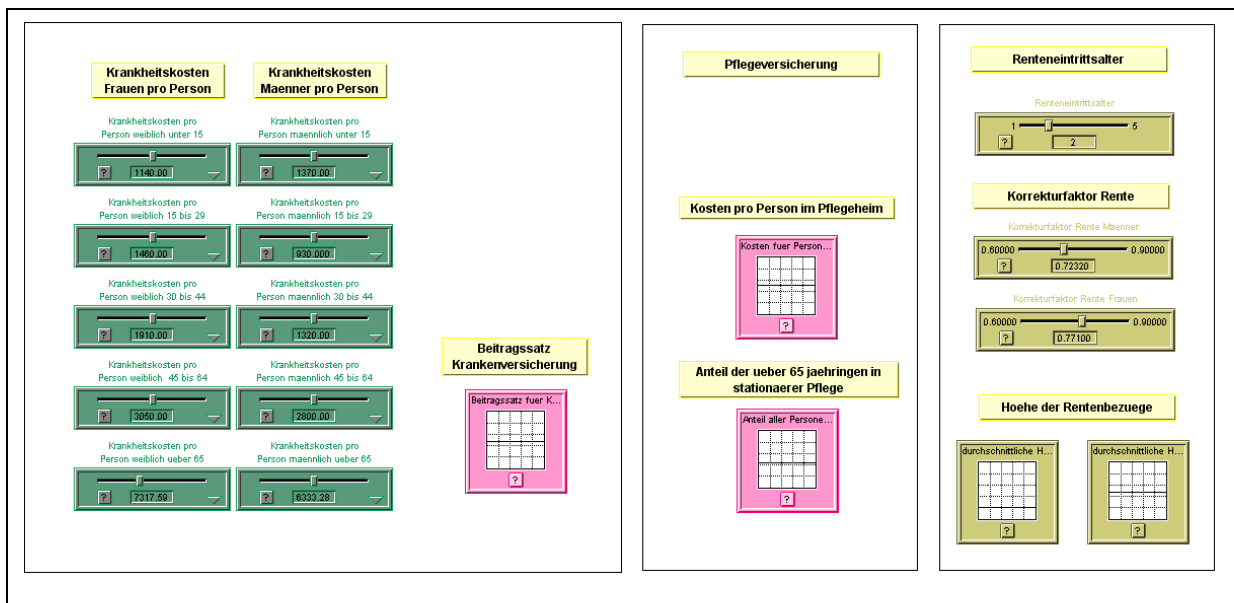 Krankheitskosten
Frauen pro Person
Krankheitskosten
Maenner pro Person
Krankheitskosten pro
Person weiblich unter 15
?
1140.00
Krankheitskosten pro
Person maennlich unter 15
?
1370.00
Krankheitskosten pro
Person weiblich 15 bis 29
?
1460.00
Krankheitskosten pro
Person maennlich 15 bis 29
?
930.000
Krankheitskosten pro
Person weiblich 30 bis 44
?
1910.00
Krankheitskosten pro
Person maennlich 30 bis 44
?
1320.00
Krankheitskosten pro
Person weiblich 45 bis 64
?
3050.00
Krankheitskosten pro
Person maennlich 45 bis 64
?
2800.00
Krankheitskosten pro
Person weiblich ueber 65
?
7317.59
Krankheitskosten pro
Person maennlich ueber 65
?
6333.28
Beitragssatz
Krankenversicherung
Beitragssatz fuer K...
?
Pflegeversicherung
Kosten pro Person im Pflegeheim
Kosten fuer Person...
?
Anteil der ueber 65 jaehringen in
stationaerer Pflege
Anteil aller Persone...
?
Renteneintrittsalter
Renteneintrittsalter
1 5
? 2
Korrekturfaktor Rente
Korrekturfaktor Rente Maenner
0.60000 0.90000
? 0.72320
Korrekturfaktor Rente Frauen
0.60000 0.90000
? 0.77100
Hoehe der Rentenbezuege
durchschnittliche H...
?
durchschnittliche H...
?